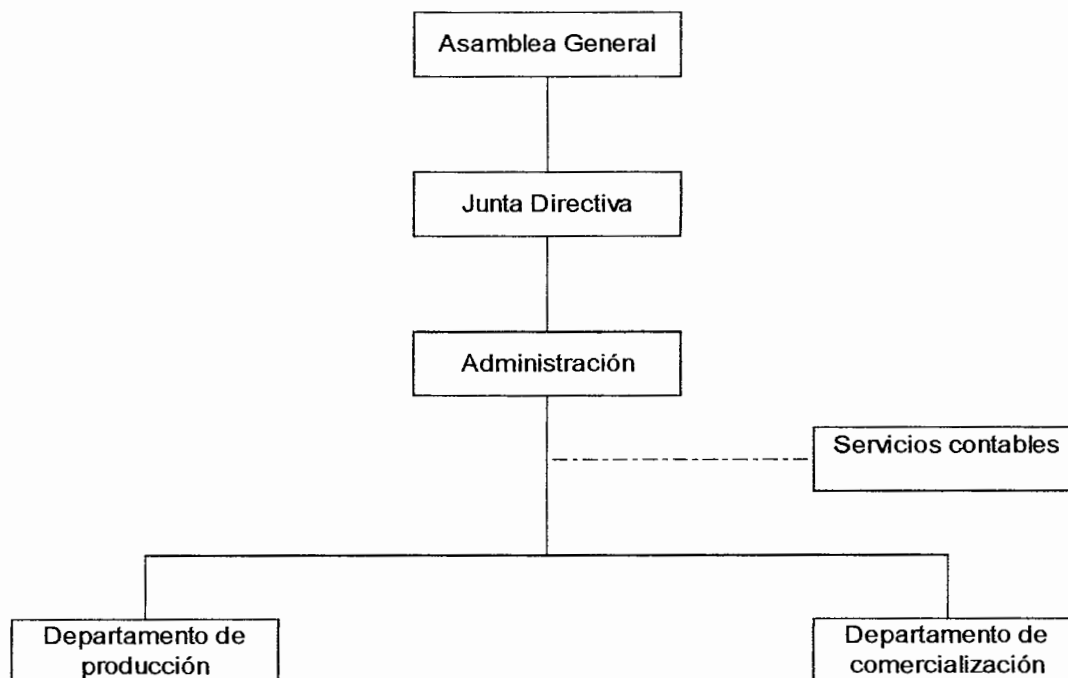 Asamblea General
Junta Directiva
Administración
Servicios contables
Departamento de
producción
Departamento de
comercialización